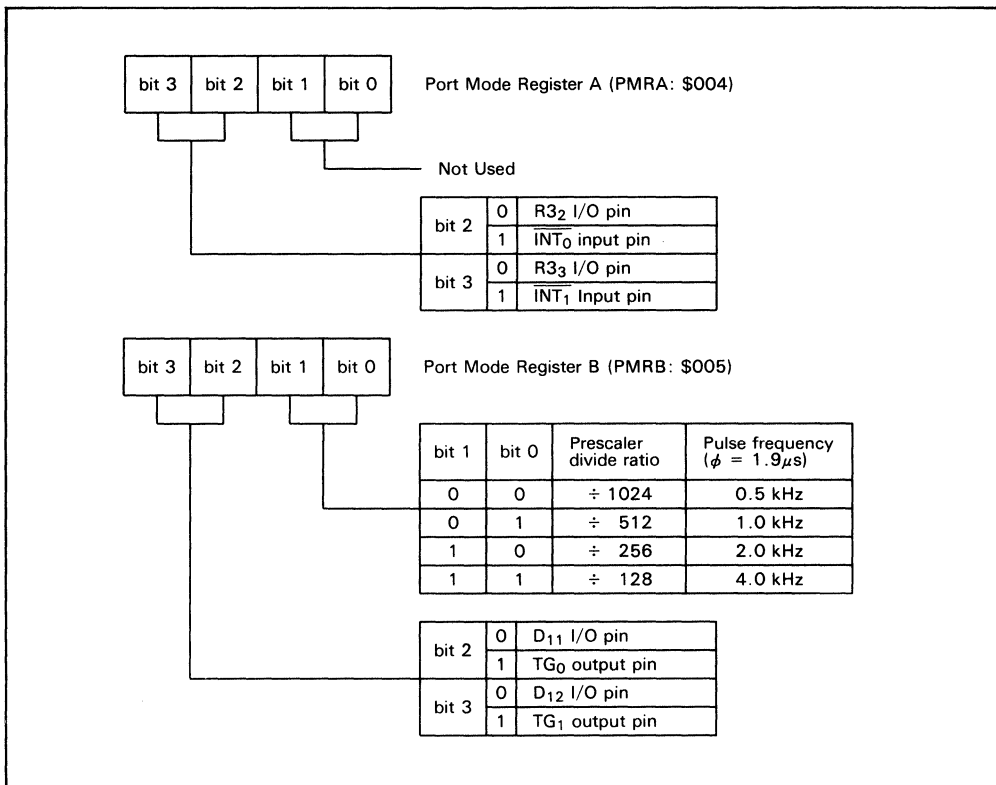 bit 3 bit 2 bit 1 bit 0 Port Mode Register A (PMRA: $004)
Not Used
bit 2 0 R3₂ I/O pin
1 I̅N̅T̅₀ input pin
bit 3 0 R3₃ I/O pin
1 I̅N̅T̅₁ Input pin
bit 3 bit 2 bit 1 bit 0 Port Mode Register B (PMRB: $005)
bit 1 bit 0 Prescaler divide ratio Pulse frequency (ϕ = 1.9μs)
0 0 ÷ 1024 0.5 kHz
0 1 ÷ 512 1.0 kHz
1 0 ÷ 256 2.0 kHz
1 1 ÷ 128 4.0 kHz
bit 2 0 D₁₁ I/O pin
1 TG₀ output pin
bit 3 0 D₁₂ I/O pin
1 TG₁ output pin